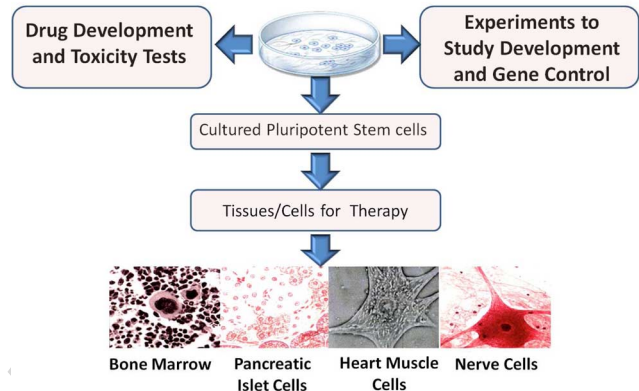 Drug Development
and Toxicity Tests
Experiments to
Study Development
and Gene Control
Cultured Pluripotent Stem cells
Tissues/Cells for Therapy
Bone Marrow
Pancreatic
Islet Cells
Heart Muscle
Cells
Nerve Cells